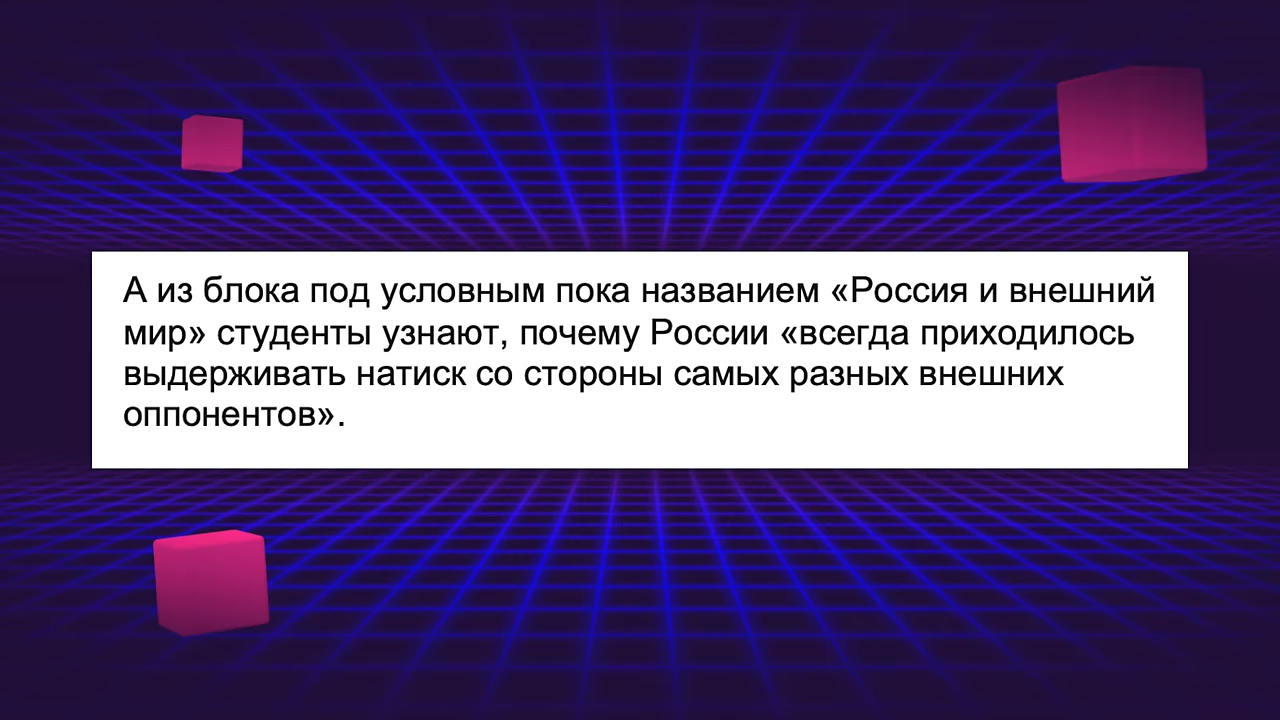 А из блока под условным пока названием «Россия и внешний
мир» студенты узнают, почему России «всегда приходилось
выдерживать натиск со стороны самых разных внешних
оппонентов».